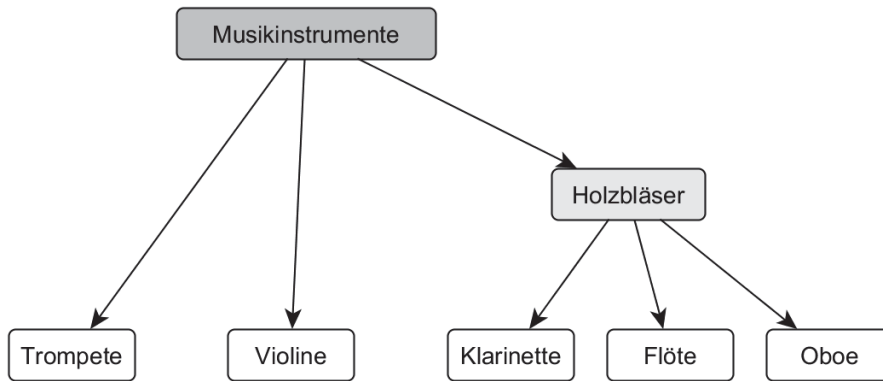 Musikinstrumente
Holzbläser
Trompete
Violine
Klarinette
Flöte
Oboe